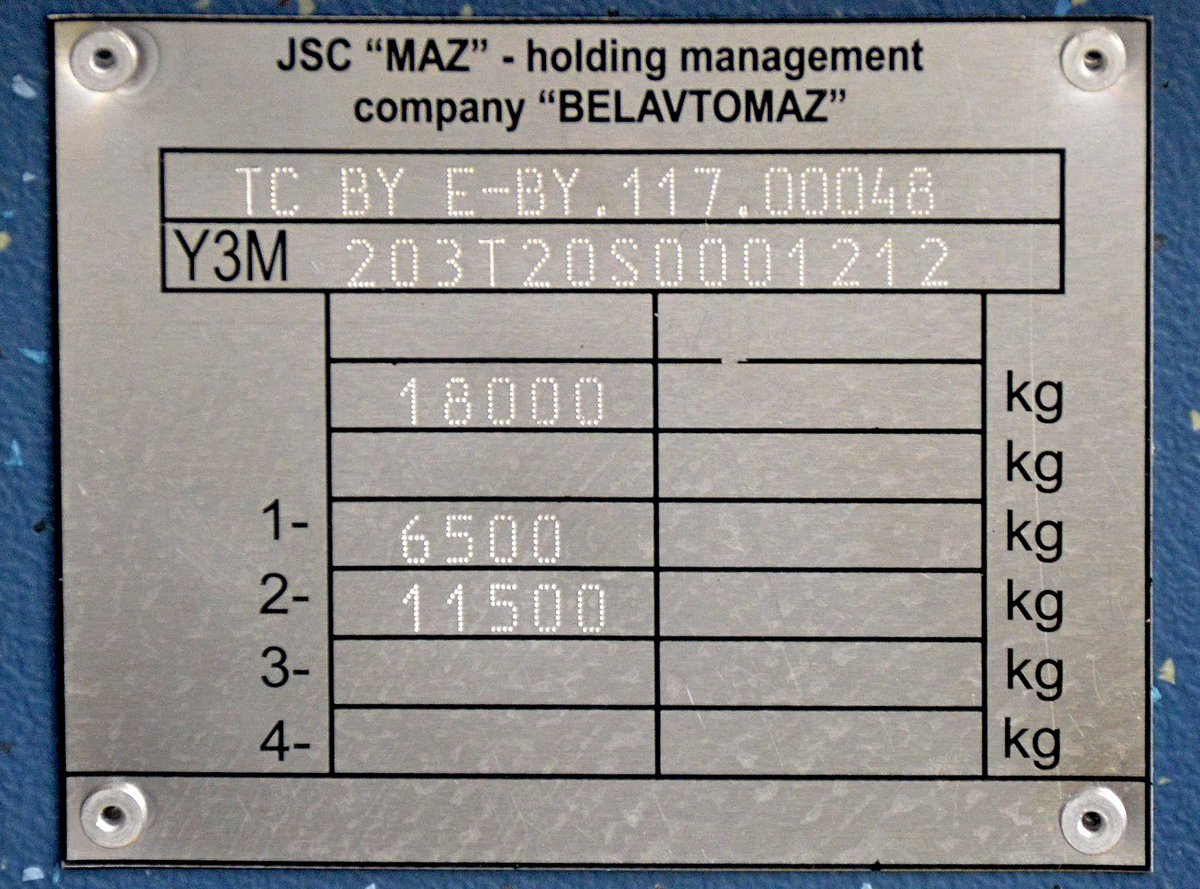 JSC “MAZ” - holding management
company “BELAVTOMAZ”
TC BY E-BY.117.00048
Y3M 203T20S0001212
18000 kg
kg
1- 6500 kg
2- 11500 kg
3- kg
4- kg